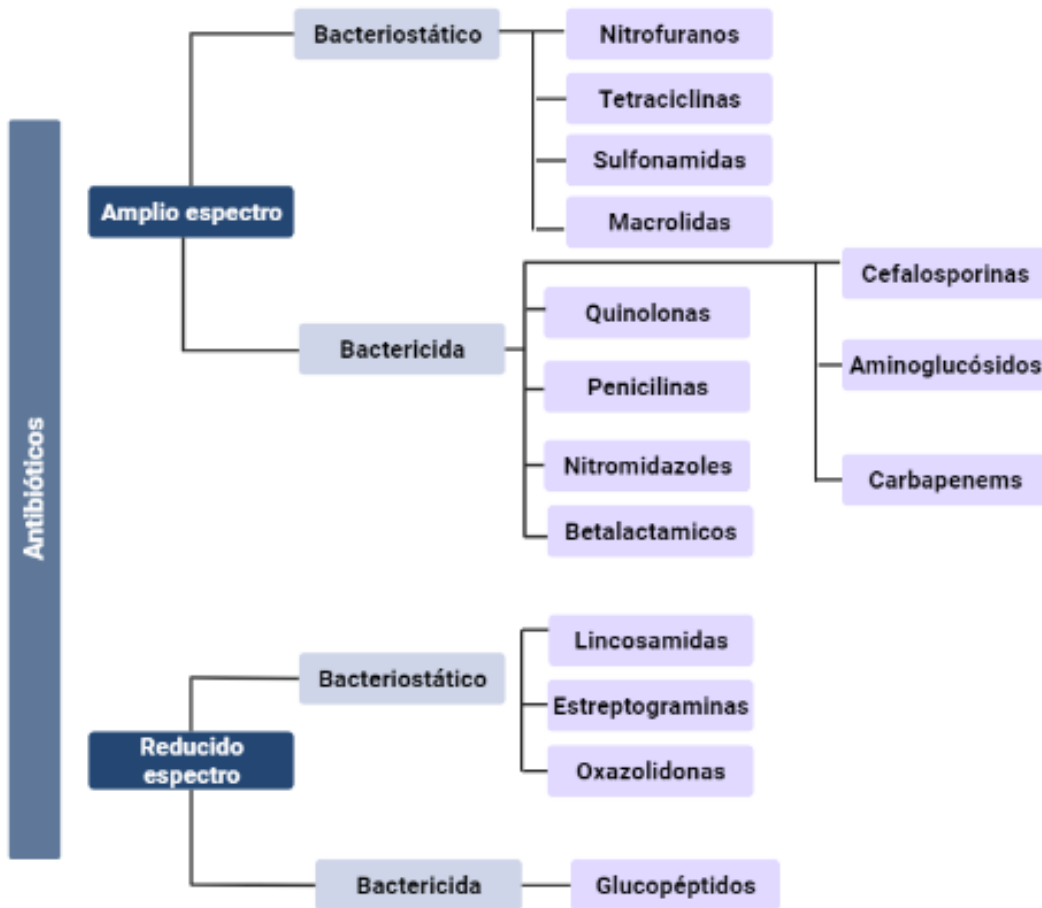 Antibióticos
Amplio espectro
Bacteriostático
Nitrofuranos
Tetraciclinas
Sulfonamidas
Macrolidas
Bactericida
Quinolonas
Penicilinas
Nitromidazoles
Betalactamicos
Cefalosporinas
Aminoglucósidos
Carbapenems
Reducido
espectro
Bacteriostático
Lincosamidas
Estreptograminas
Oxazolidonas
Bactericida
Glucopéptidos